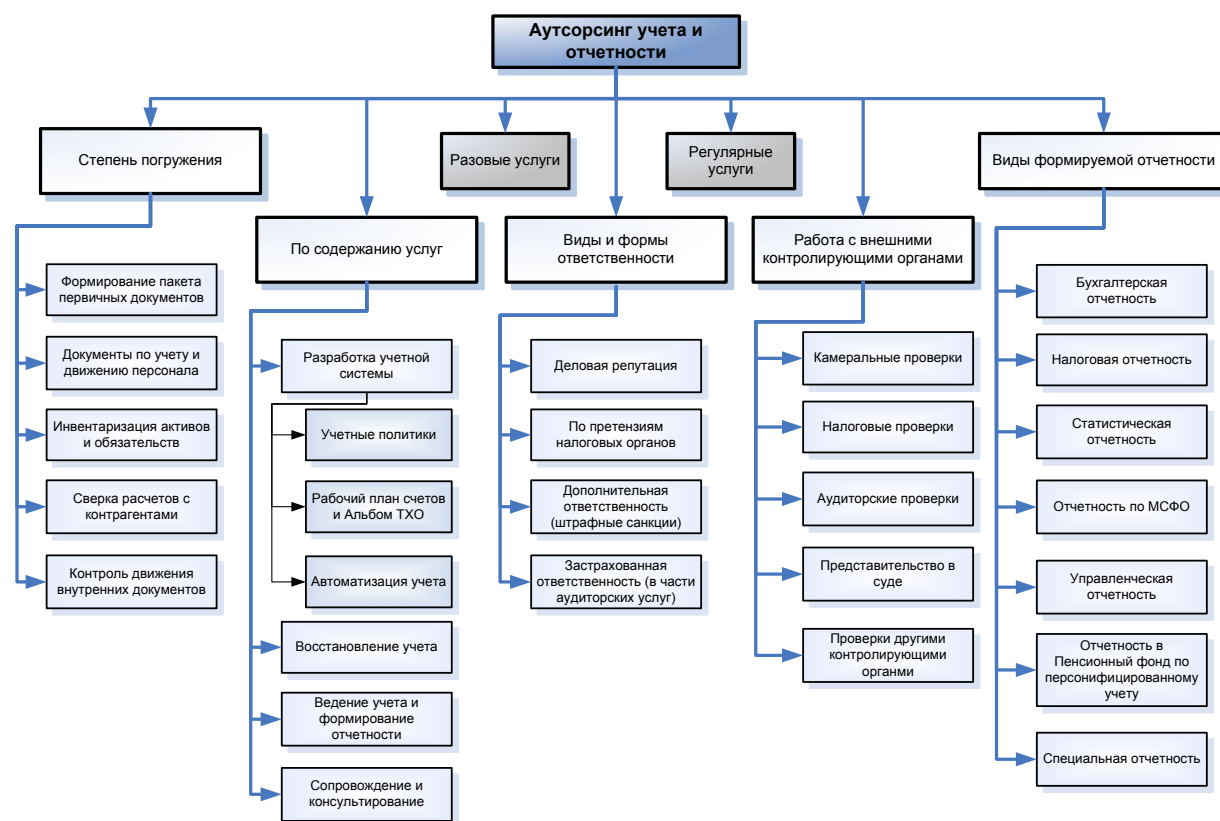 Аутсорсинг учета и
отчетности
Степень погружения
Разовые услуги
Регулярные
услуги
Виды формируемой отчетности
По содержанию услуг
Виды и формы
ответственности
Работа с внешними
контролирующими органами
Формирование пакета
первичных документов
Документы по учету и
движению персонала
Инвентаризация активов
и обязательств
Сверка расчетов с
контрагентами
Контроль движения
внутренних документов
Разработка учетной
системы
Учетные политики
Рабочий план счетов
и Альбом ТХО
Автоматизация учета
Восстановление учета
Ведение учета и
формирование
отчетности
Сопровождение и
консультирование
Деловая репутация
По претензиям
налоговых органов
Дополнительная
ответственность
(штрафные санкции)
Застрахованная
ответственность (в части
аудиторских услуг)
Камеральные проверки
Налоговые проверки
Аудиторские проверки
Представительство в
суде
Проверки другими
контролирующими
органми
Бухгалтерская
отчетность
Налоговая отчетность
Статистическая
отчетность
Отчетность по МСФО
Управленческая
отчетность
Отчетность в
Пенсионный фонд по
персонифицированному
учету
Специальная отчетность